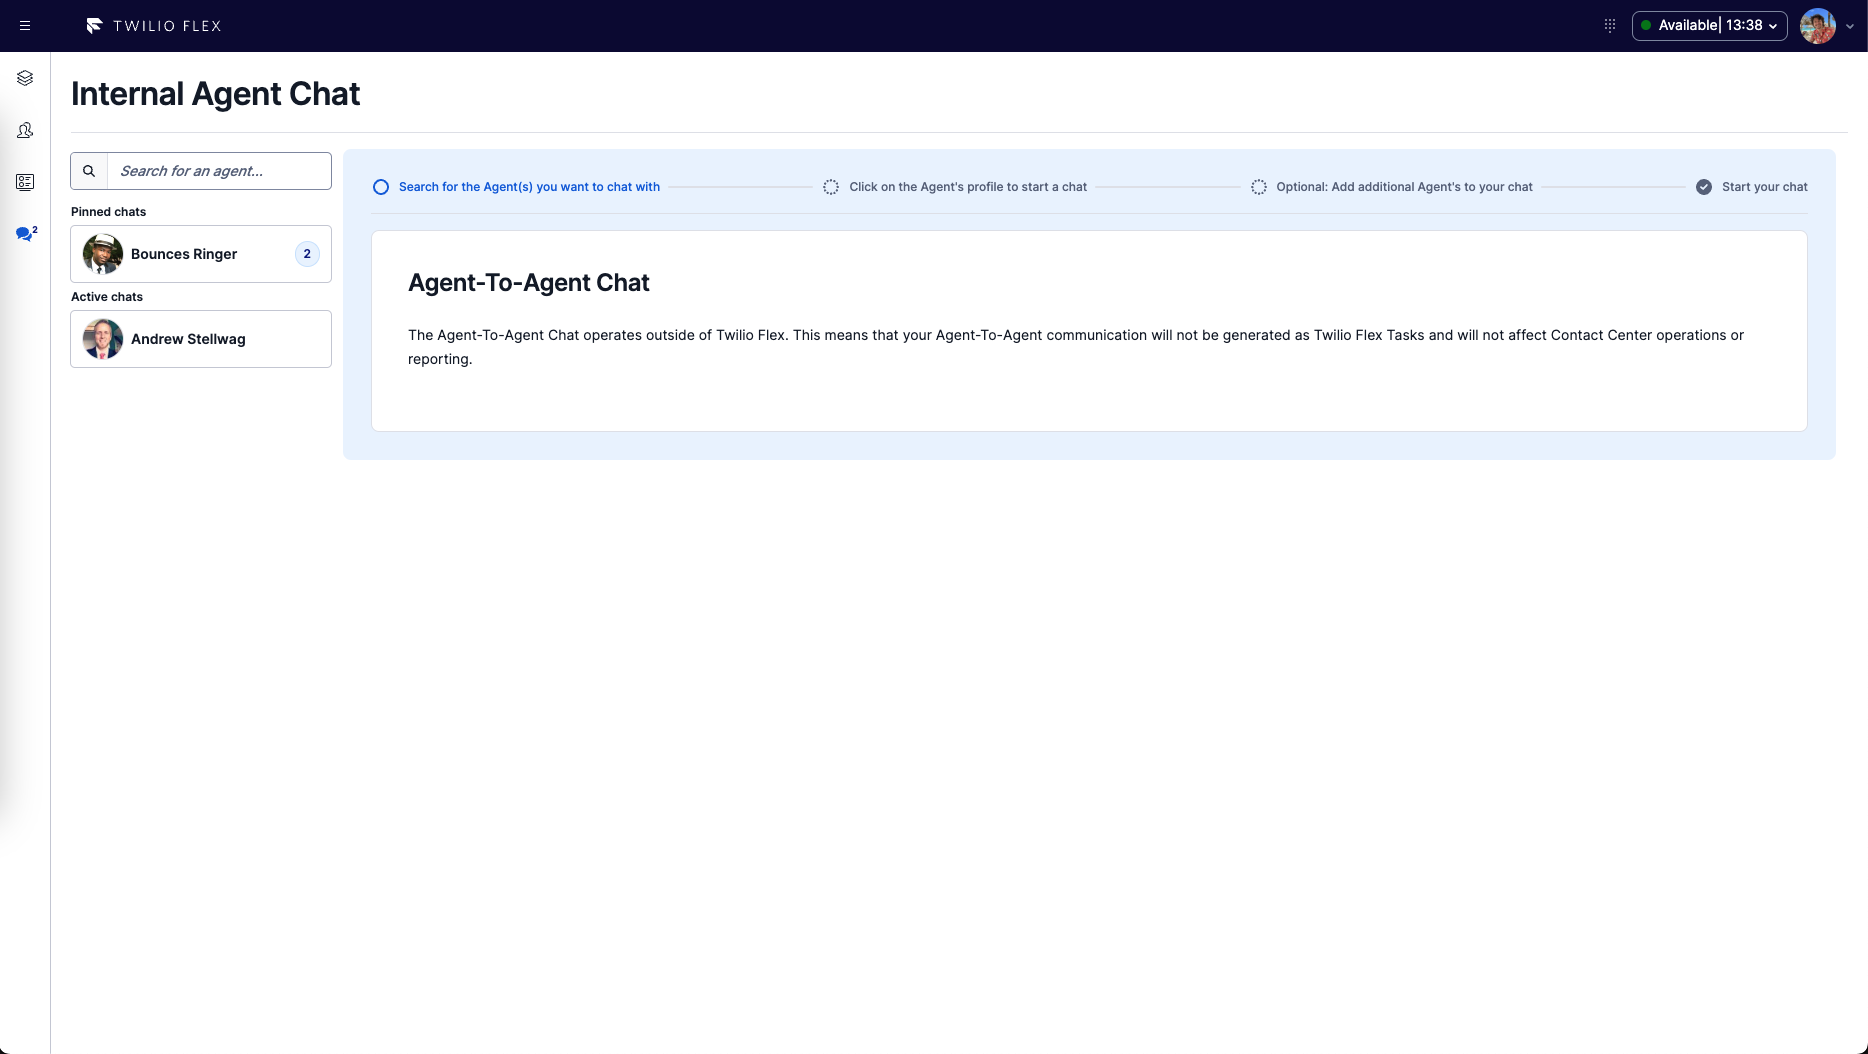 TWILIO FLEX
Available| 13:38
Internal Agent Chat
Search for an agent...
Pinned chats
Bounces Ringer
2
Active chats
Andrew Stellwag
2
Search for the Agent(s) you want to chat with
Click on the Agent's profile to start a chat
Optional: Add additional Agent's to your chat
Start your chat
Agent-To-Agent Chat
The Agent-To-Agent Chat operates outside of Twilio Flex. This means that your Agent-To-Agent communication will not be generated as Twilio Flex Tasks and will not affect Contact Center operations or
reporting.